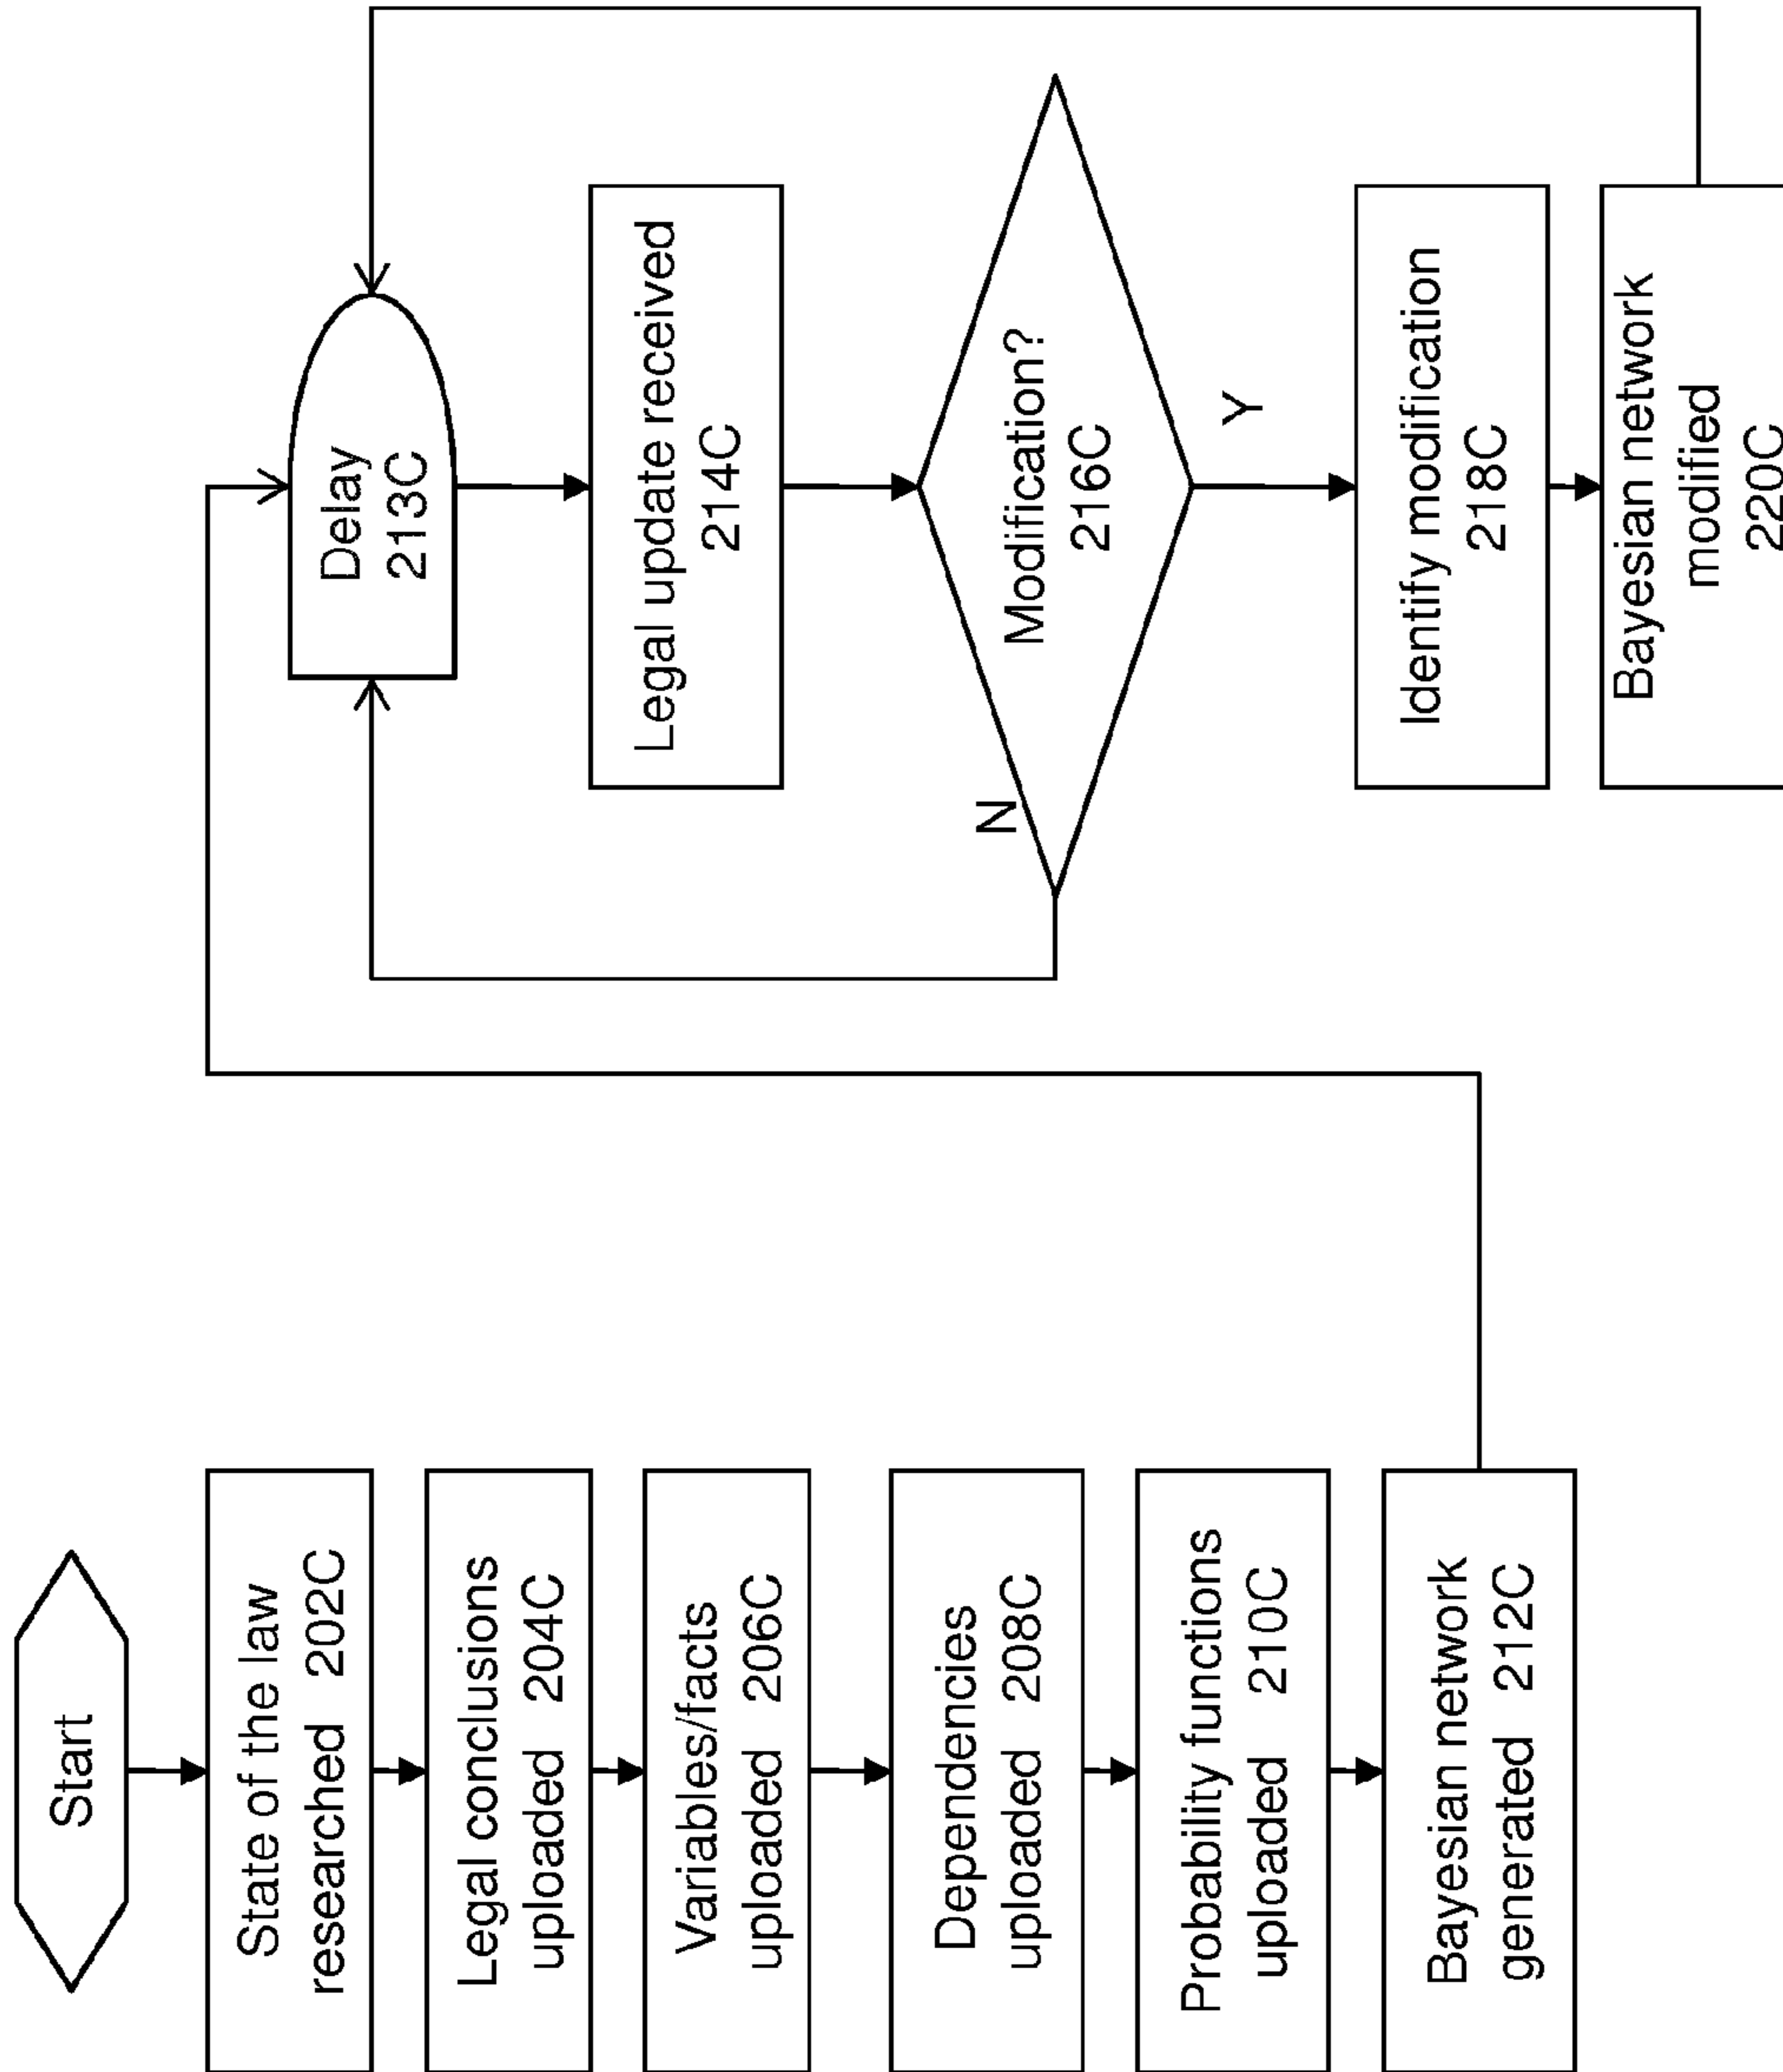 Start
State of the law
researched 202C
Legal conclusions
uploaded 204C
Variables/facts
uploaded 206C
Dependencies
uploaded 208C
Probability functions
uploaded 210C
Bayesian network
generated 212C
Delay
213C
Legal update received
214C
Modification?
216C
N
Y
Identify modification
218C
Bayesian network
modified
220C